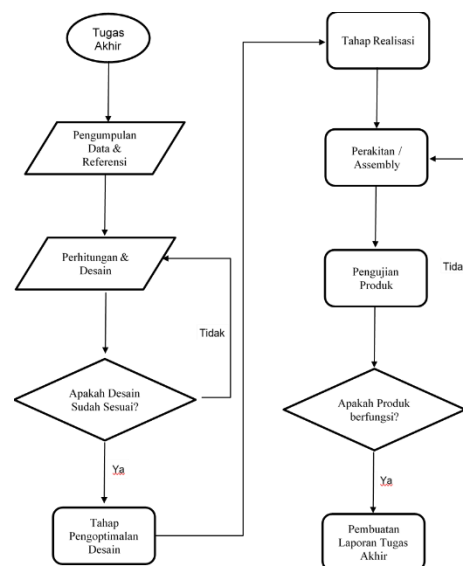 Tugas
Akhir
Pengumpulan
Data &
Referensi
Perhitungan &
Desain
Tidak
Apakah Desain
Sudah Sesuai?
Ya
Tahap
Pengoptimalan
Desain
Tahap Realisasi
Perakitan /
Assembly
Pengujian
Produk
Tida
Apakah Produk
berfungsi?
Ya
Pembuatan
Laporan Tugas
Akhir